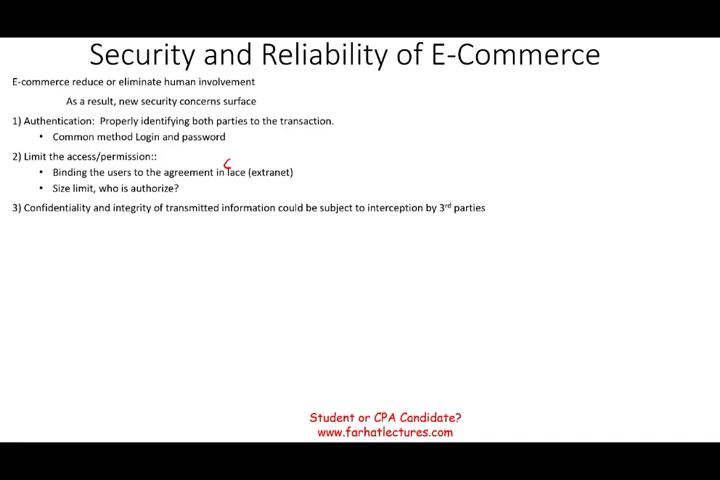 Security and Reliability of E-Commerce
E-commerce reduce or eliminate human involvement
As a result, new security concerns surface
1) Authentication: Properly identifying both parties to the transaction.
• Common method Login and password
2) Limit the access/permission::
• Binding the users to the agreement in lace (extranet)
• Size limit, who is authorize?
3) Confidentiality and integrity of transmitted information could be subject to interception by 3rd parties
Student or CPA Candidate?
www.farhatlectures.com